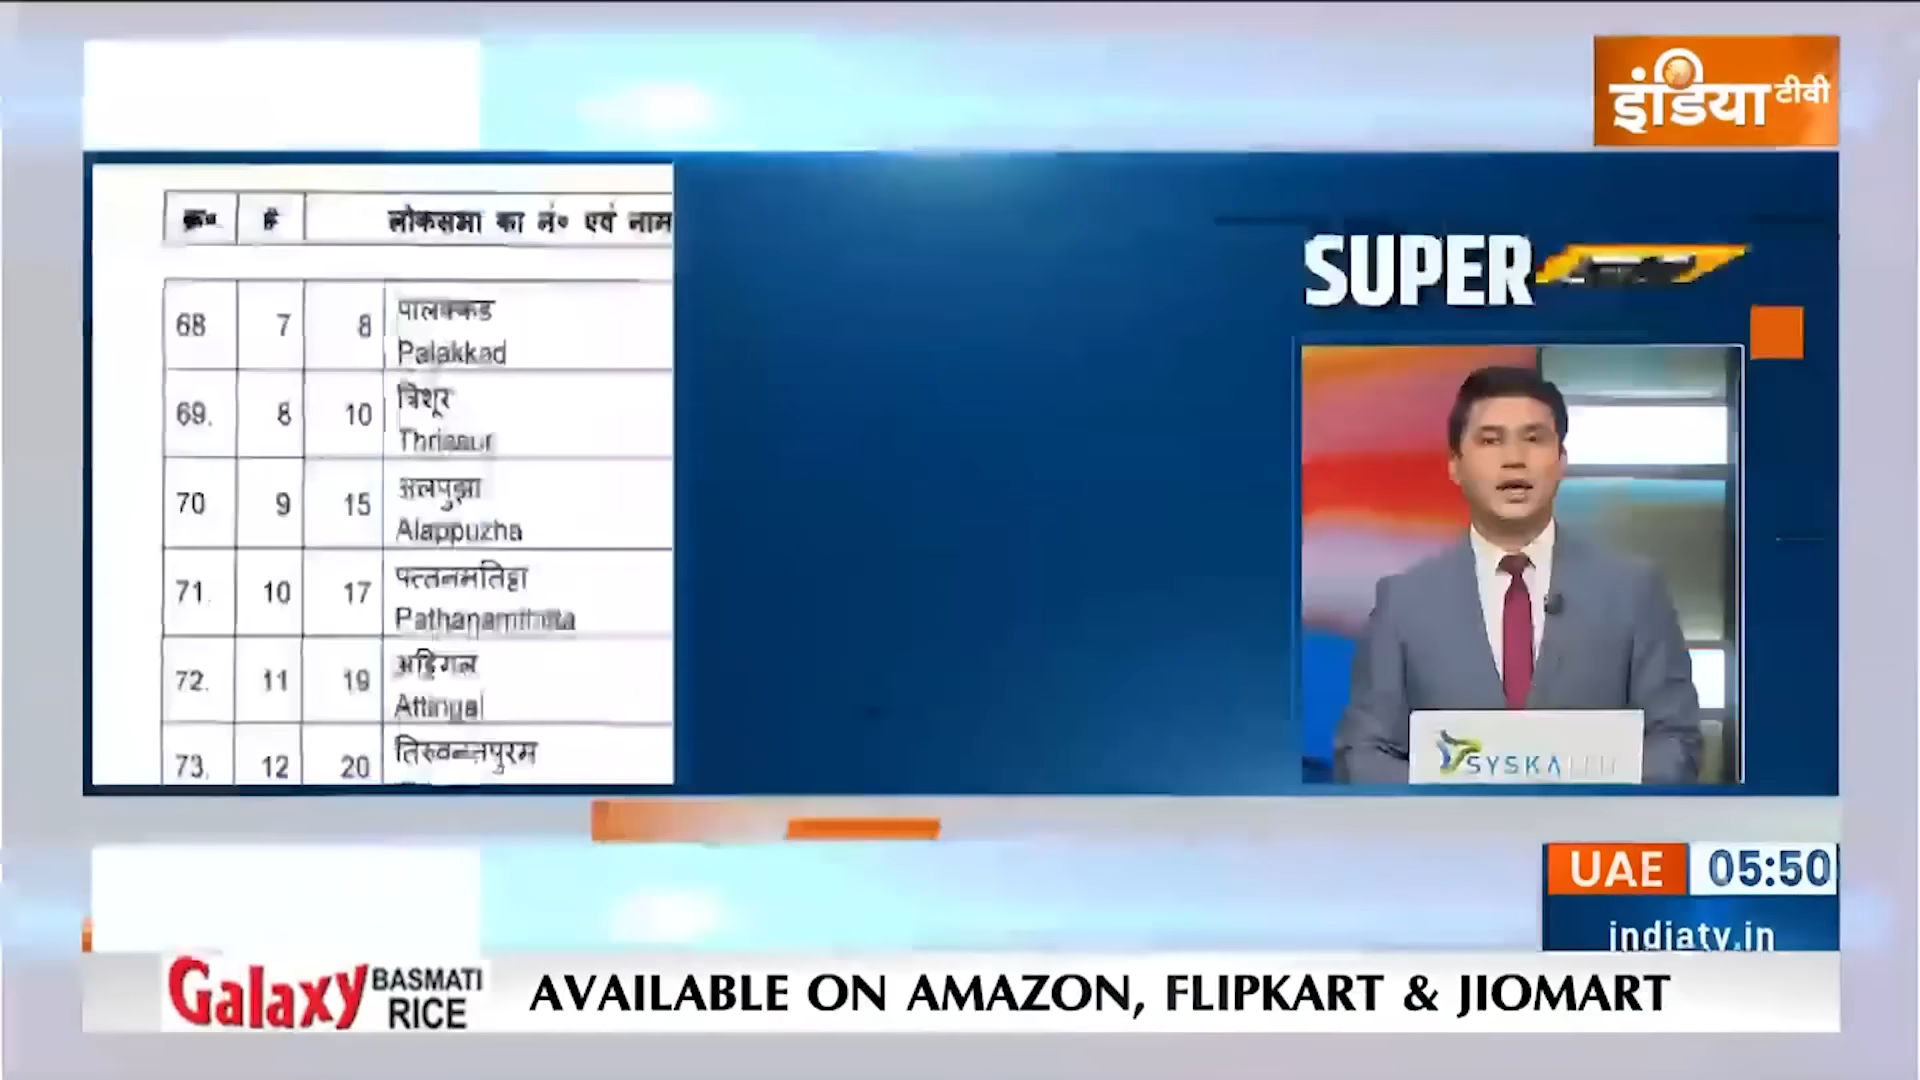 इंडिया टीवी
क्र॰ # लोकसभा का नं॰ एवं नाम
68 7 8 पालक्कड
Palakkad
69. 8 10 त्रिशूर
Thrissur
70 9 15 अलपुझा
Alappuzha
71. 10 17 पत्तनमतिट्टा
Pathanamthitta
72. 11 19 अट्टिंगल
Attingal
73. 12 20 तिरुवनन्तपुरम
SUPER
SYSKA LED
UAE 05:50
indiatv.in
Galaxy BASMATI RICE
AVAILABLE ON AMAZON, FLIPKART & JIOMART